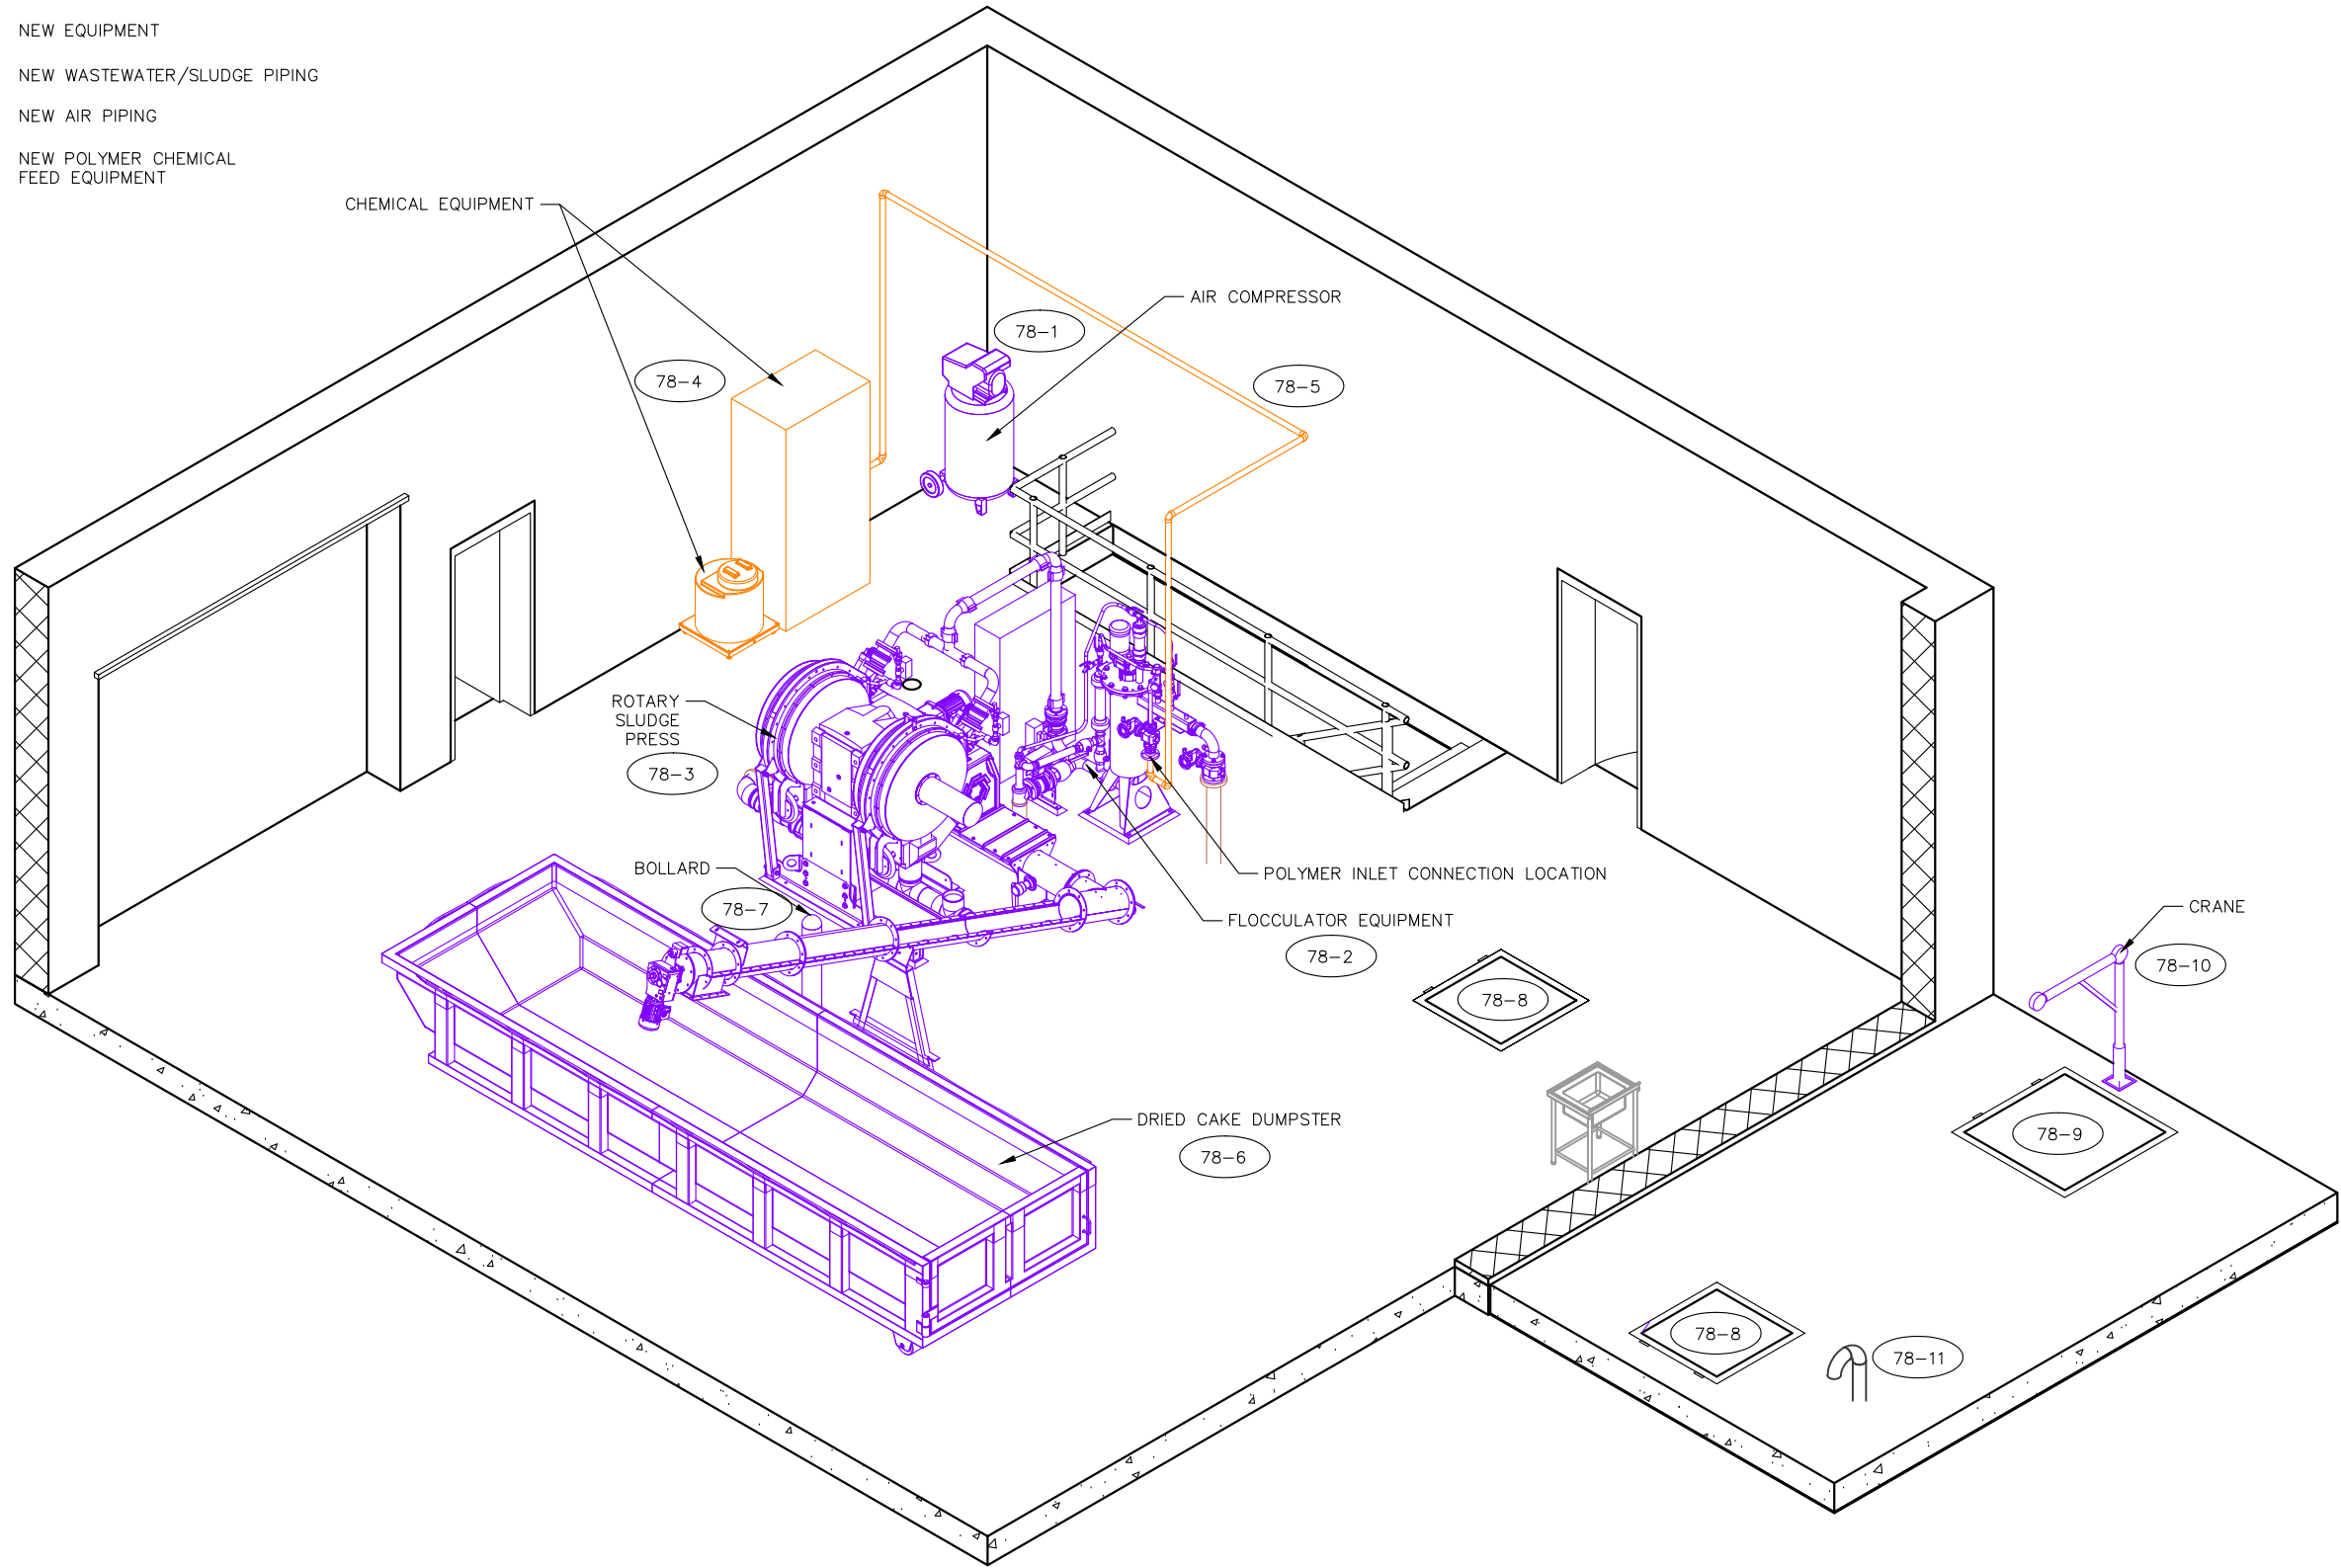 NEW EQUIPMENT
NEW WASTEWATER/SLUDGE PIPING
NEW AIR PIPING
NEW POLYMER CHEMICAL
FEED EQUIPMENT
CHEMICAL EQUIPMENT
AIR COMPRESSOR
78-1
78-4
78-5
ROTARY
SLUDGE
PRESS
78-3
BOLLARD
78-7
POLYMER INLET CONNECTION LOCATION
FLOCCULATOR EQUIPMENT
78-2
CRANE
78-10
78-8
DRIED CAKE DUMPSTER
78-6
78-9
78-8
78-11